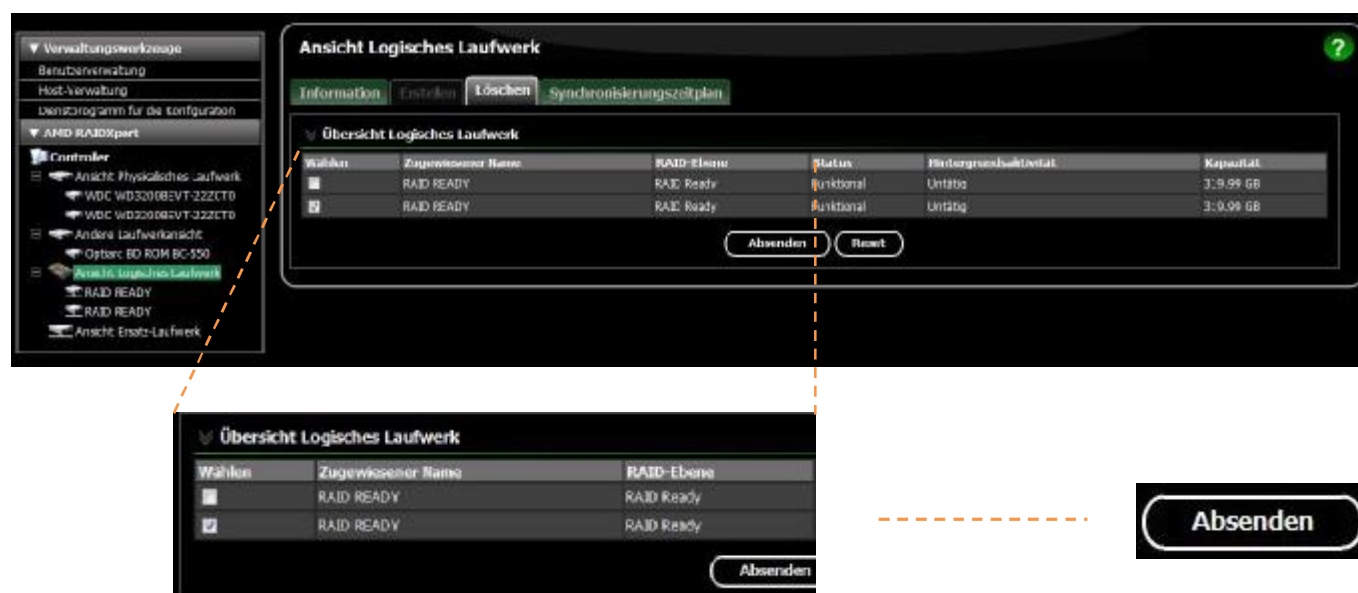 ▼ Verwaltungswerkzeuge
Benutzerverwaltung
Host-Verwaltung
Dienstprogramm für die Konfiguration
▼ AMD RAIDXpert
Controller
Ansicht Physikalisches Laufwerk
WDC WD3200BEVT-22ZCT0
WDC WD3200BEVT-22ZCT0
Andere Laufwerkansicht
Optiarc BD ROM BC-550
Ansicht Logisches Laufwerk
RAID READY
RAID READY
Ansicht Ersatz-Laufwerk
Ansicht Logisches Laufwerk
?
Information Erstellen Löschen Synchronisierungszeitplan
Übersicht Logisches Laufwerk
Wählen Zugewiesener Name RAID-Ebene Status Hintergrundsaktivität Kapazität
RAID READY RAID Ready Funktional Untätig 319.99 GB
RAID READY RAID Ready Funktional Untätig 319.99 GB
Absenden Reset
Übersicht Logisches Laufwerk
Wählen Zugewiesener Name RAID-Ebene
RAID READY RAID Ready
RAID READY RAID Ready
Absenden
Absenden